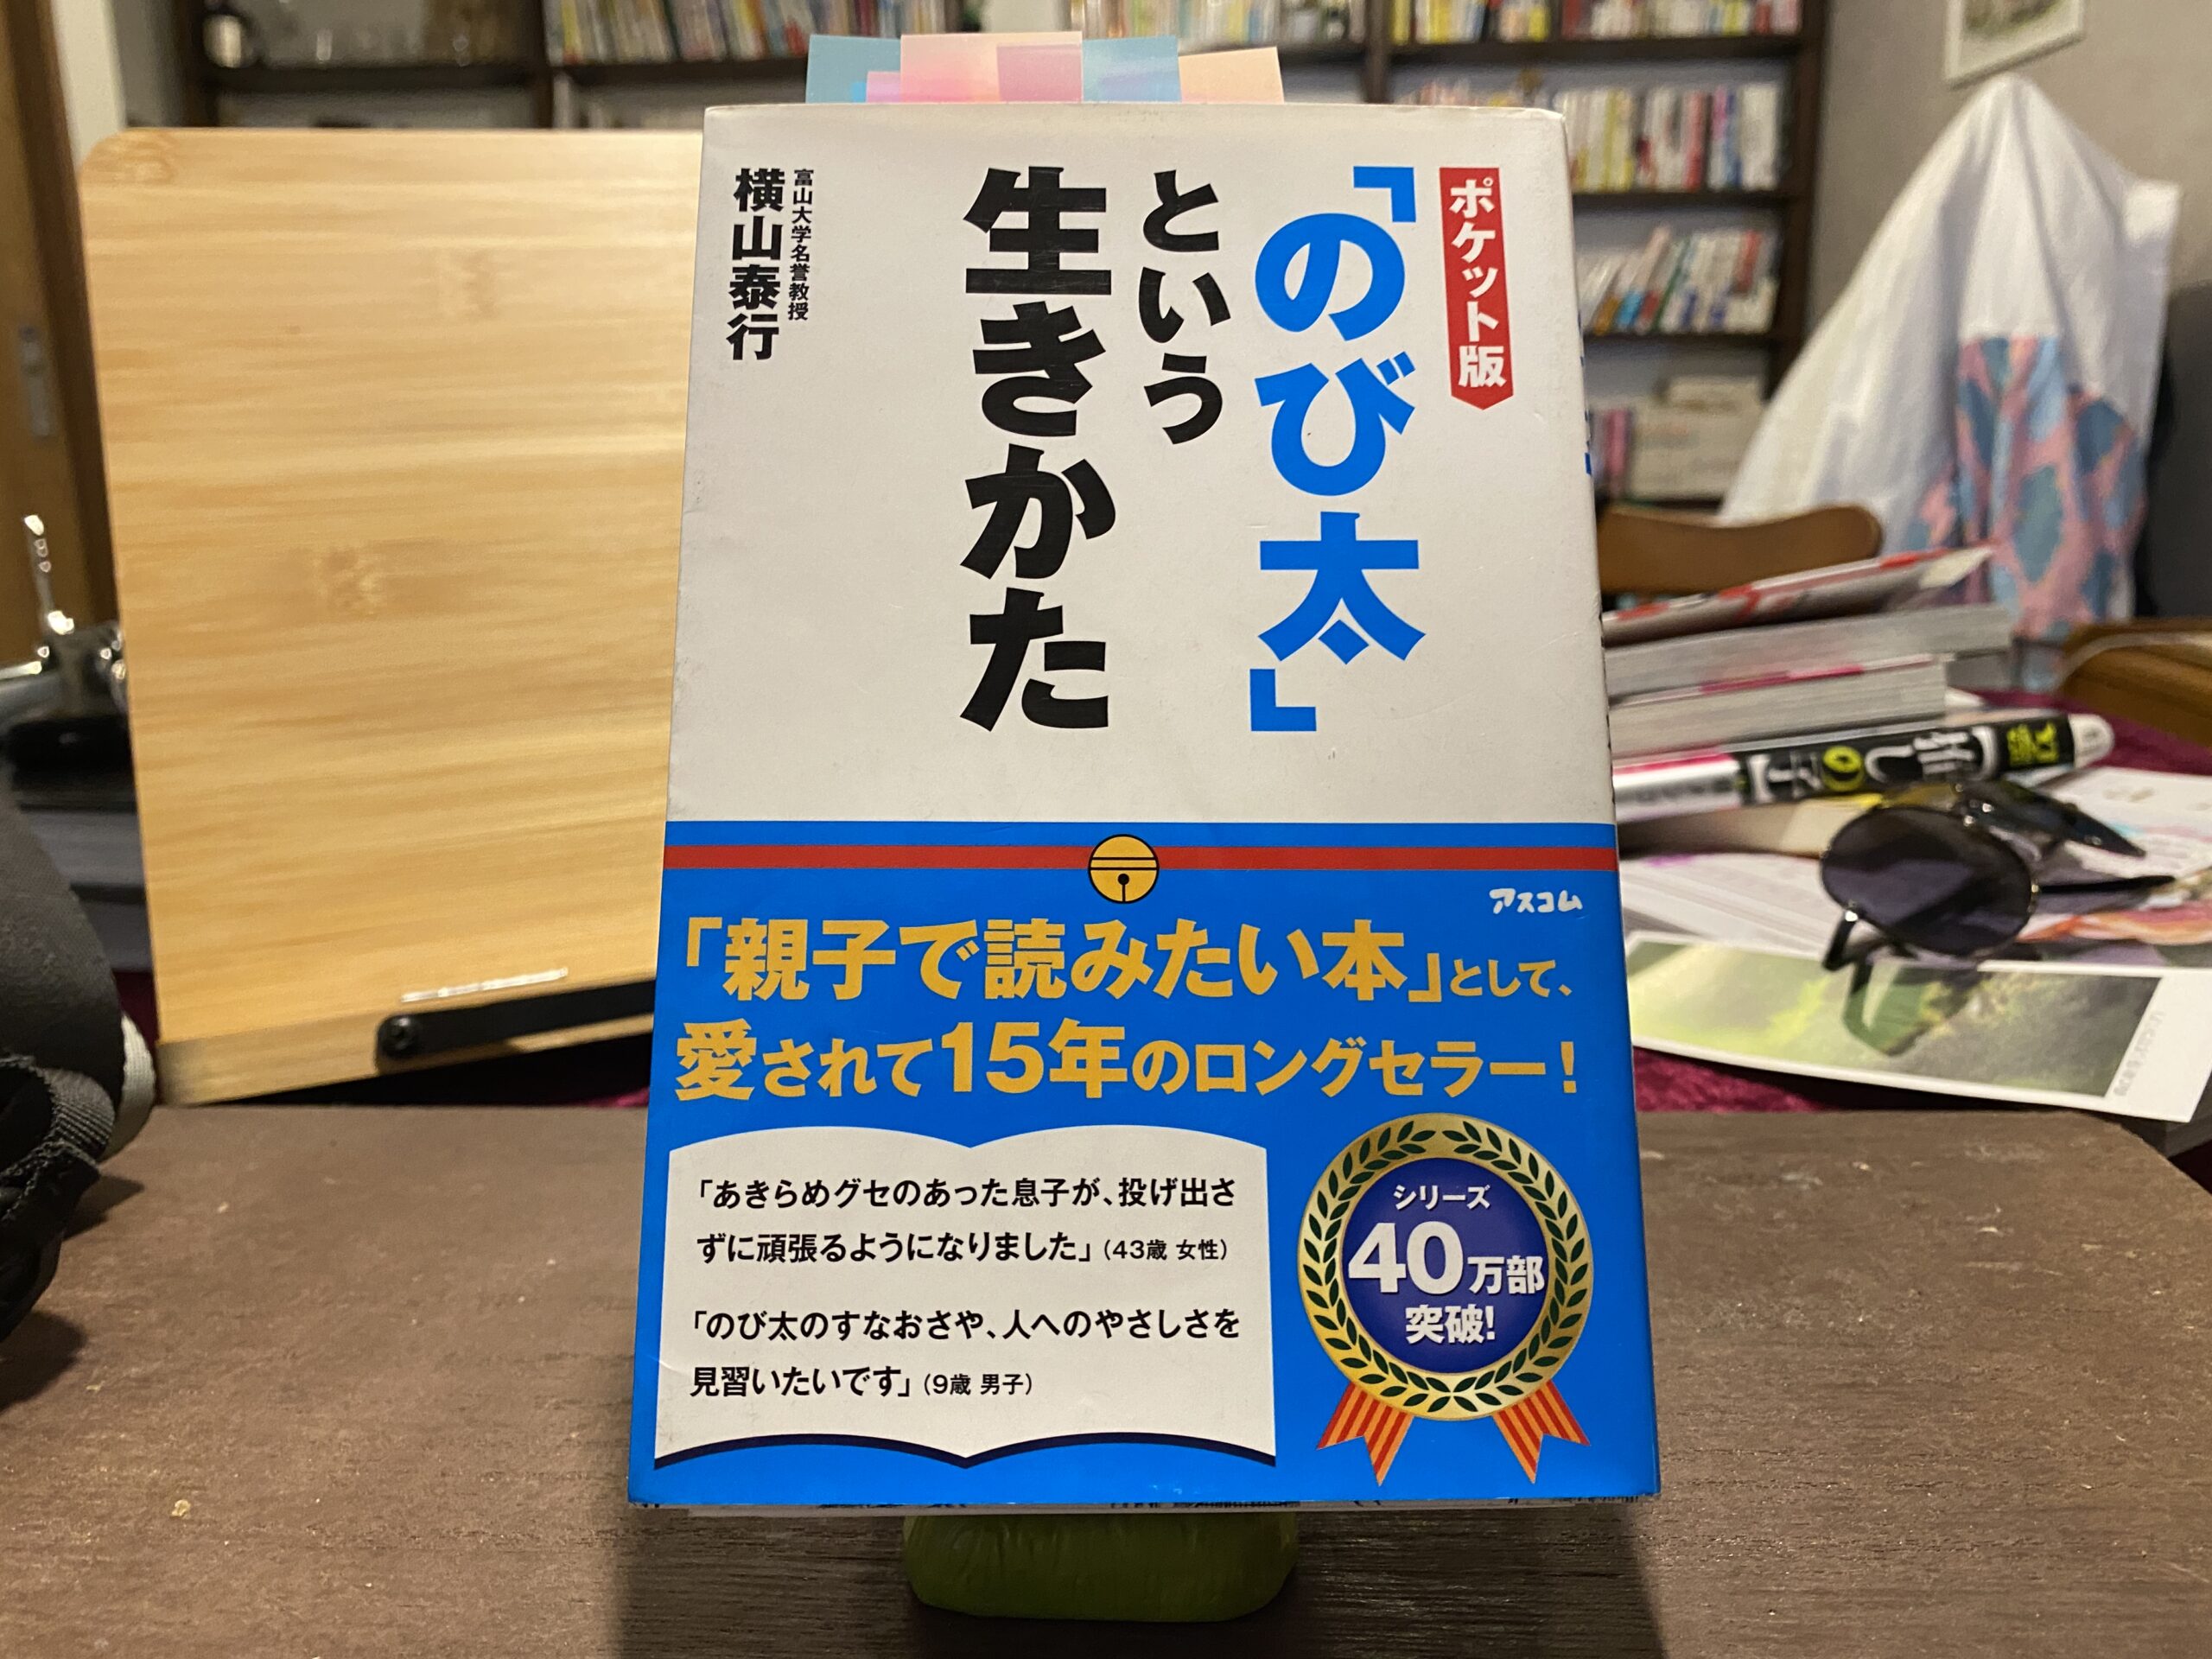 ポケット版
「のび太」
という
生きかた
富山大学名誉教授
横山泰行
アスコム
「親子で読みたい本」として、
愛されて15年のロングセラー!
「あきらめグセのあった息子が、投げ出さ
ずに頑張るようになりました」(43歳 女性)
「のび太のすなおさや、人へのやさしさを
見習いたいです」(9歳 男子)
シリーズ
40万部
突破!